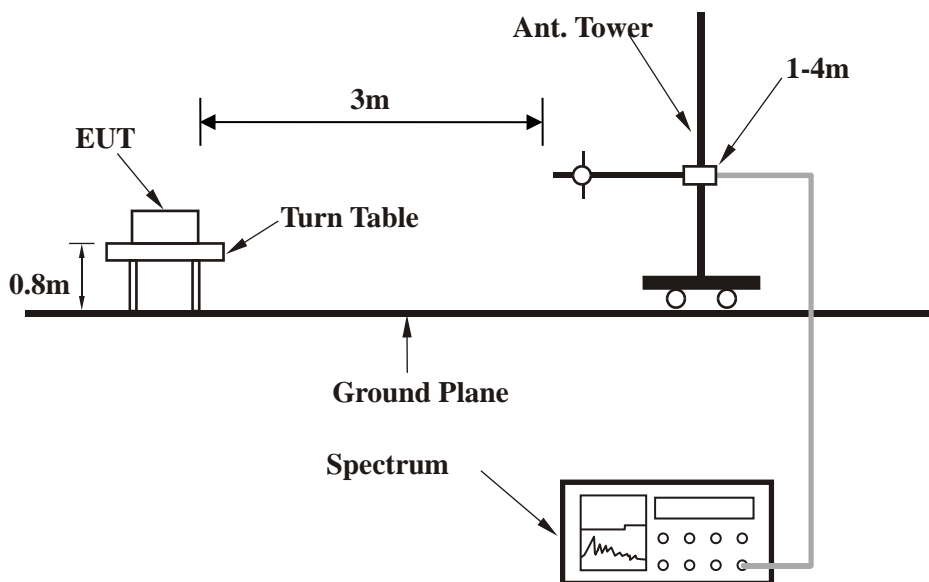 Ant. Tower
1-4m
3m
EUT
Turn Table
0.8m
Ground Plane
Spectrum